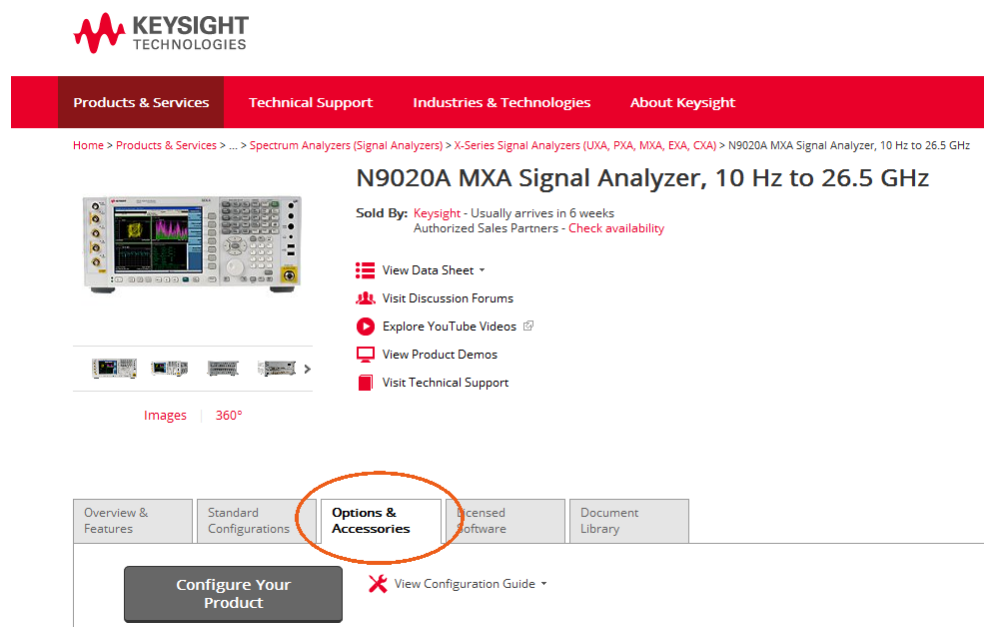 KEYSIGHT
TECHNOLOGIES
Products & Services
Technical Support
Industries & Technologies
About Keysight
Home > Products & Services > ... > Spectrum Analyzers (Signal Analyzers) > X-Series Signal Analyzers (UXA, PXA, MXA, EXA, CXA) > N9020A MXA Signal Analyzer, 10 Hz to 26.5 GHz
N9020A MXA Signal Analyzer, 10 Hz to 26.5 GHz
Sold By: Keysight - Usually arrives in 6 weeks
Authorized Sales Partners - Check availability
View Data Sheet
Visit Discussion Forums
Explore YouTube Videos
View Product Demos
Visit Technical Support
Images
360°
Overview &
Features
Standard
Configurations
Options &
Accessories
Licensed
Software
Document
Library
Configure Your
Product
View Configuration Guide